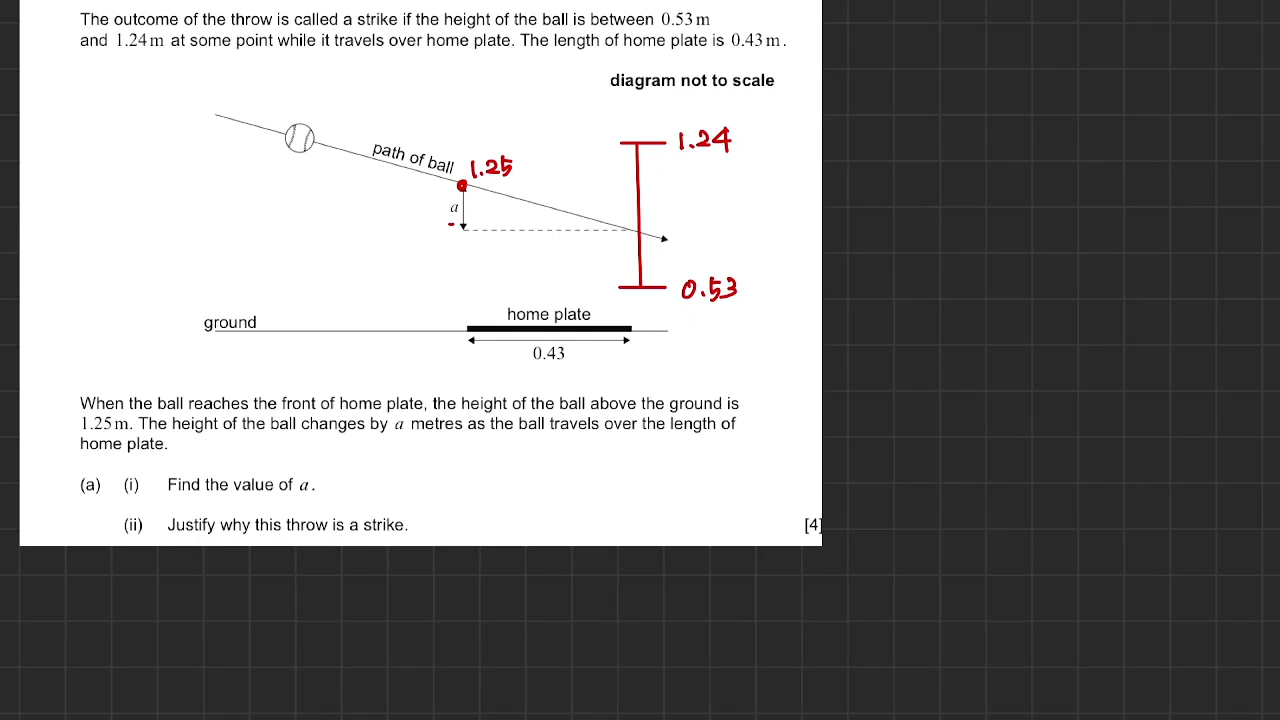 The outcome of the throw is called a strike if the height of the ball is between 0.53 m
and 1.24 m at some point while it travels over home plate. The length of home plate is 0.43 m.
diagram not to scale
1.24
path of ball
1.25
a
0.53
home plate
ground
0.43
When the ball reaches the front of home plate, the height of the ball above the ground is
1.25 m. The height of the ball changes by a metres as the ball travels over the length of
home plate.
(a) (i) Find the value of a.
(ii) Justify why this throw is a strike. [4]